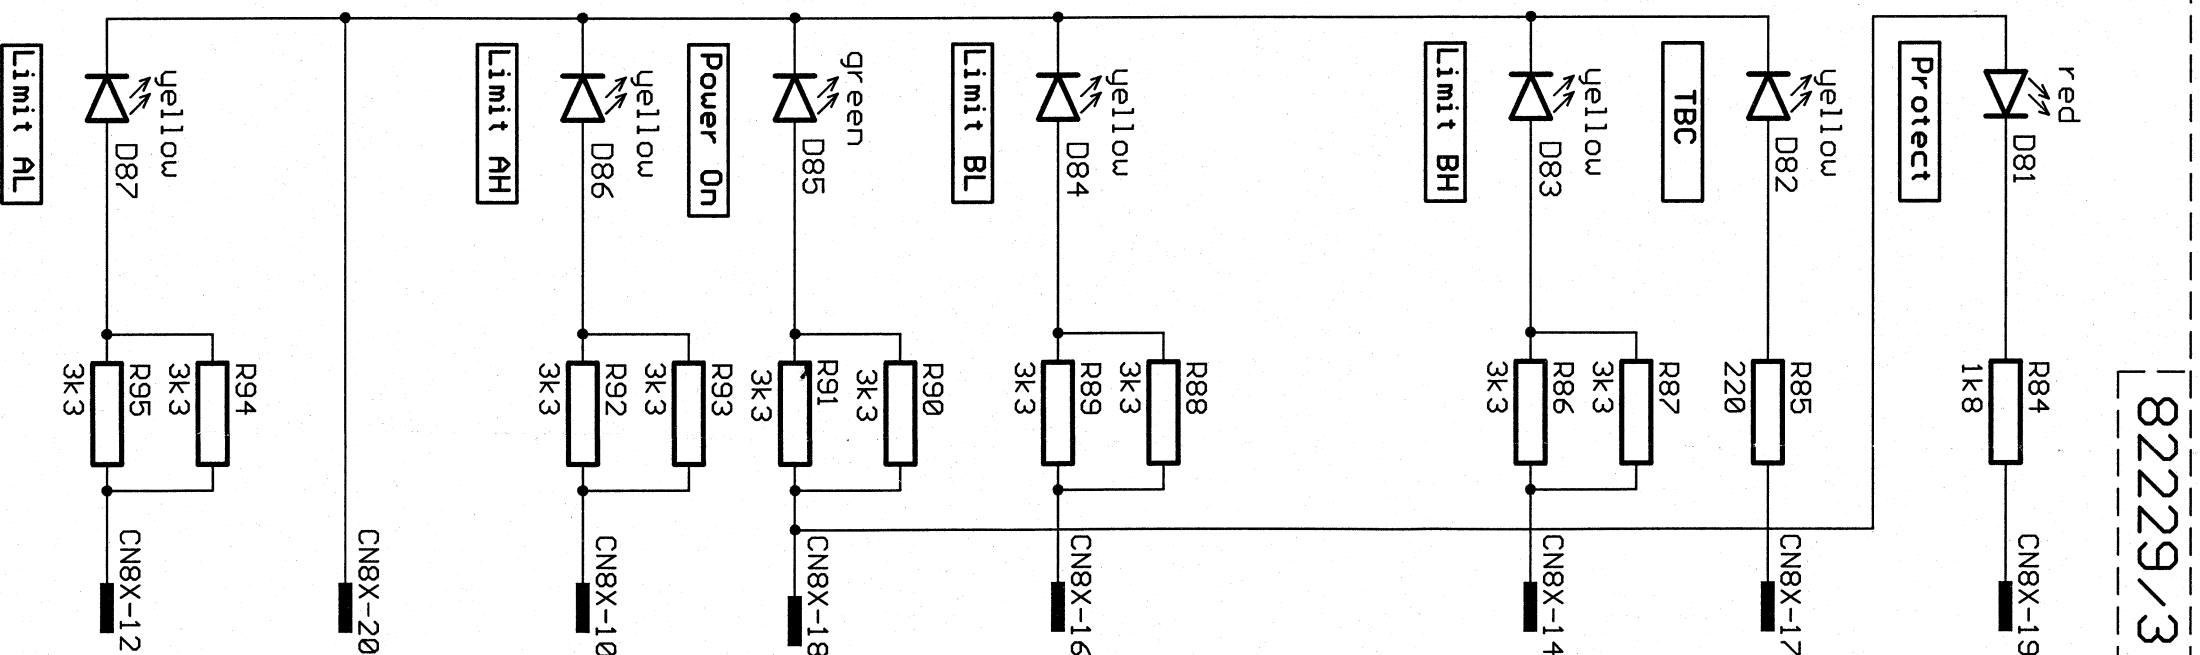 Limit AL
yellow
D87
R95
3k3
R94
3k3
CN8X-12
CN8X-20
Limit AH
yellow
D86
R92
3k3
R93
3k3
CN8X-10
Power On
green
D85
R91
3k3
R90
3k3
CN8X-18
Limit BL
yellow
D84
R89
3k3
R88
3k3
CN8X-16
Limit BH
yellow
D83
R86
3k3
R87
3k3
CN8X-14
TBC
yellow
D82
R85
220
CN8X-17
Protect
red
D81
R84
1k8
CN8X-19
82229/3